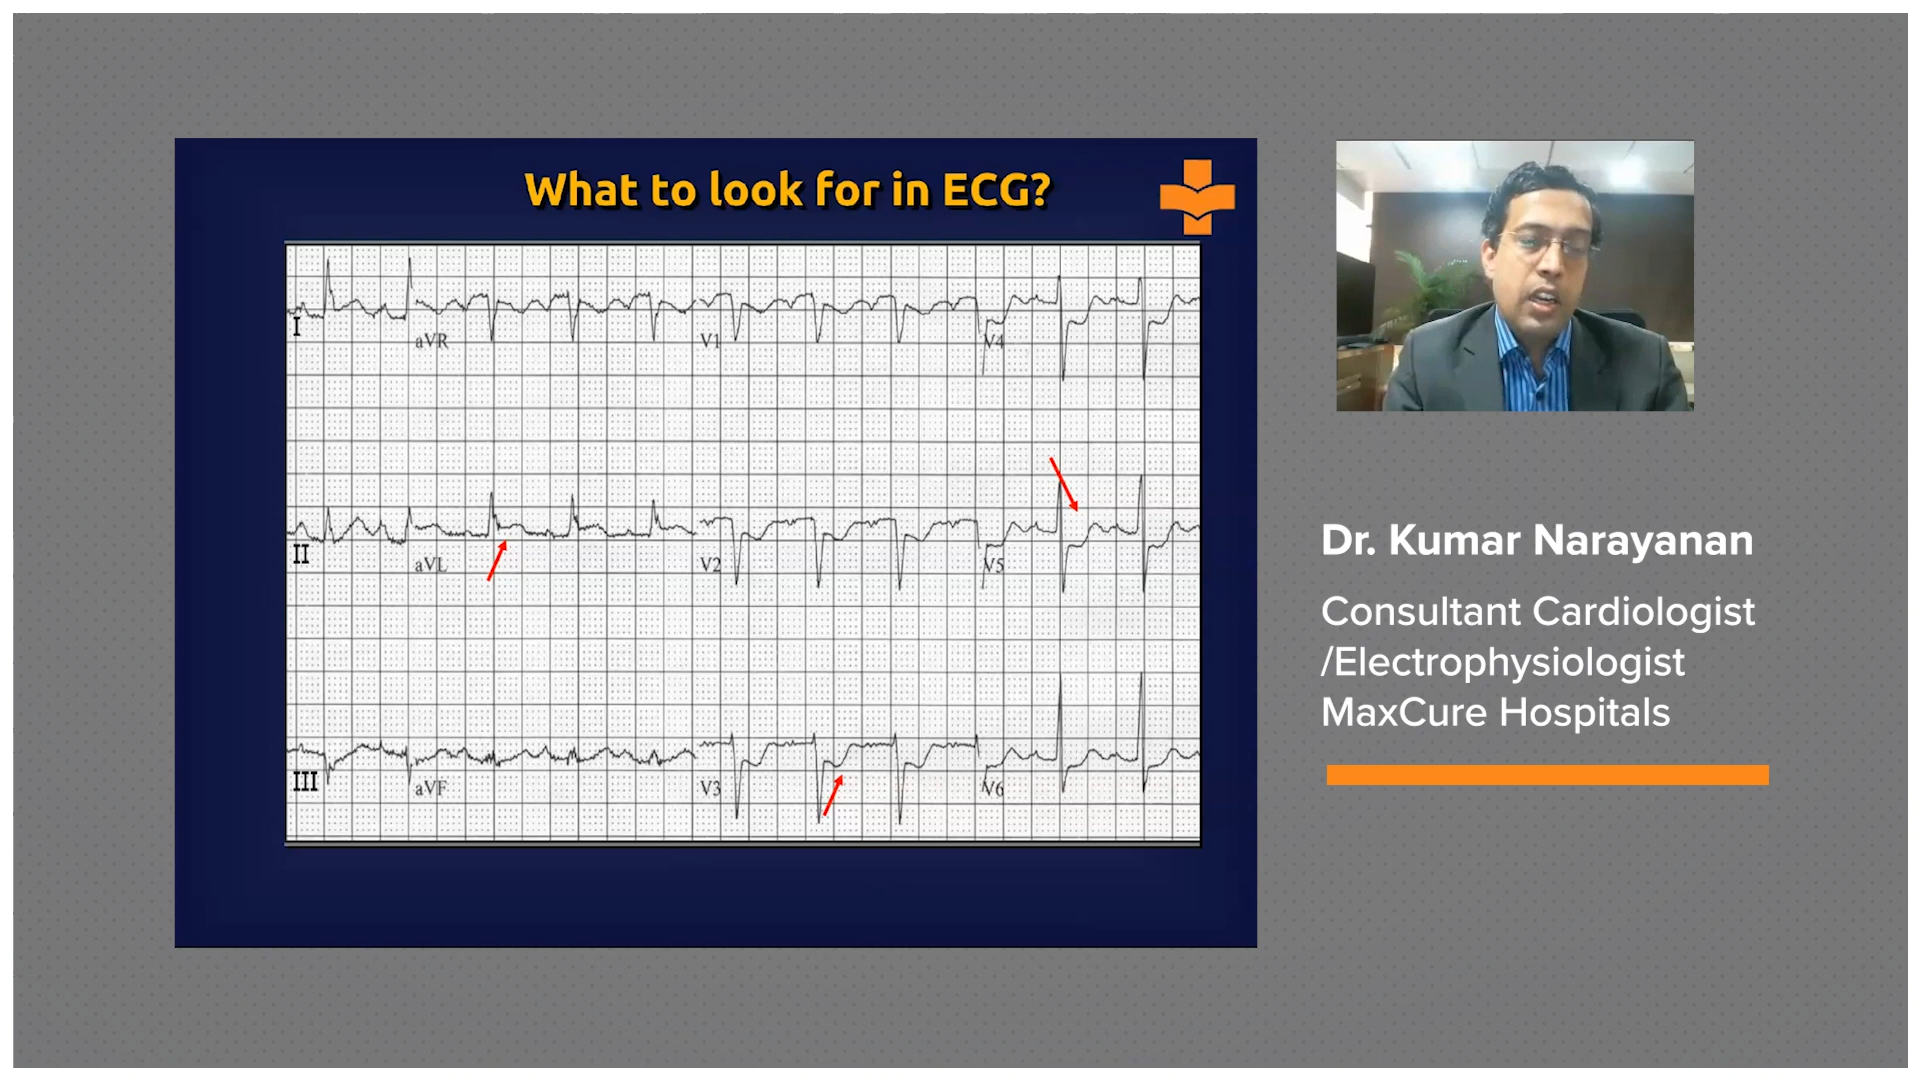 What to look for in ECG?
I
aVR
V1
V4
II
aVL
V2
V5
III
aVF
V3
V6
Dr. Kumar Narayanan
Consultant Cardiologist
/Electrophysiologist
MaxCure Hospitals